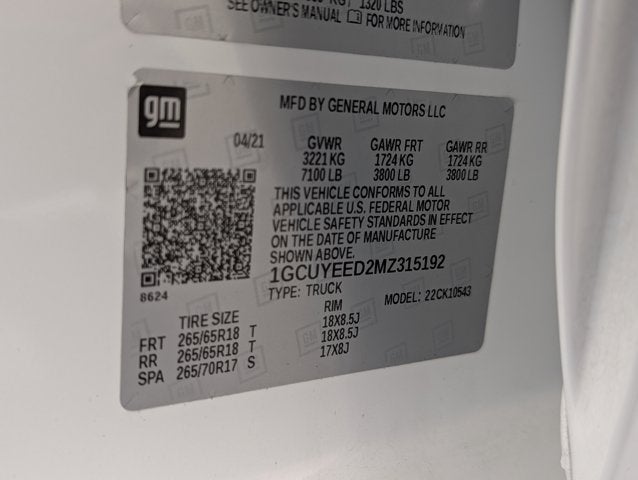 1320 LBS
SEE OWNER'S MANUAL FOR MORE INFORMATION
gm
MFD BY GENERAL MOTORS LLC
04/21 GVWR GAWR FRT GAWR RR
3221 KG 1724 KG 1724 KG
7100 LB 3800 LB 3800 LB
THIS VEHICLE CONFORMS TO ALL
APPLICABLE U.S. FEDERAL MOTOR
VEHICLE SAFETY STANDARDS IN EFFECT
ON THE DATE OF MANUFACTURE
SHOWN ABOVE.
1GCUYEED2MZ315192
8624
TYPE: TRUCK MODEL: 22CK10543
TIRE SIZE RIM
FRT 265/65R18 T 18X8.5J
RR 265/65R18 T 18X8.5J
SPA 265/70R17 S 17X8J